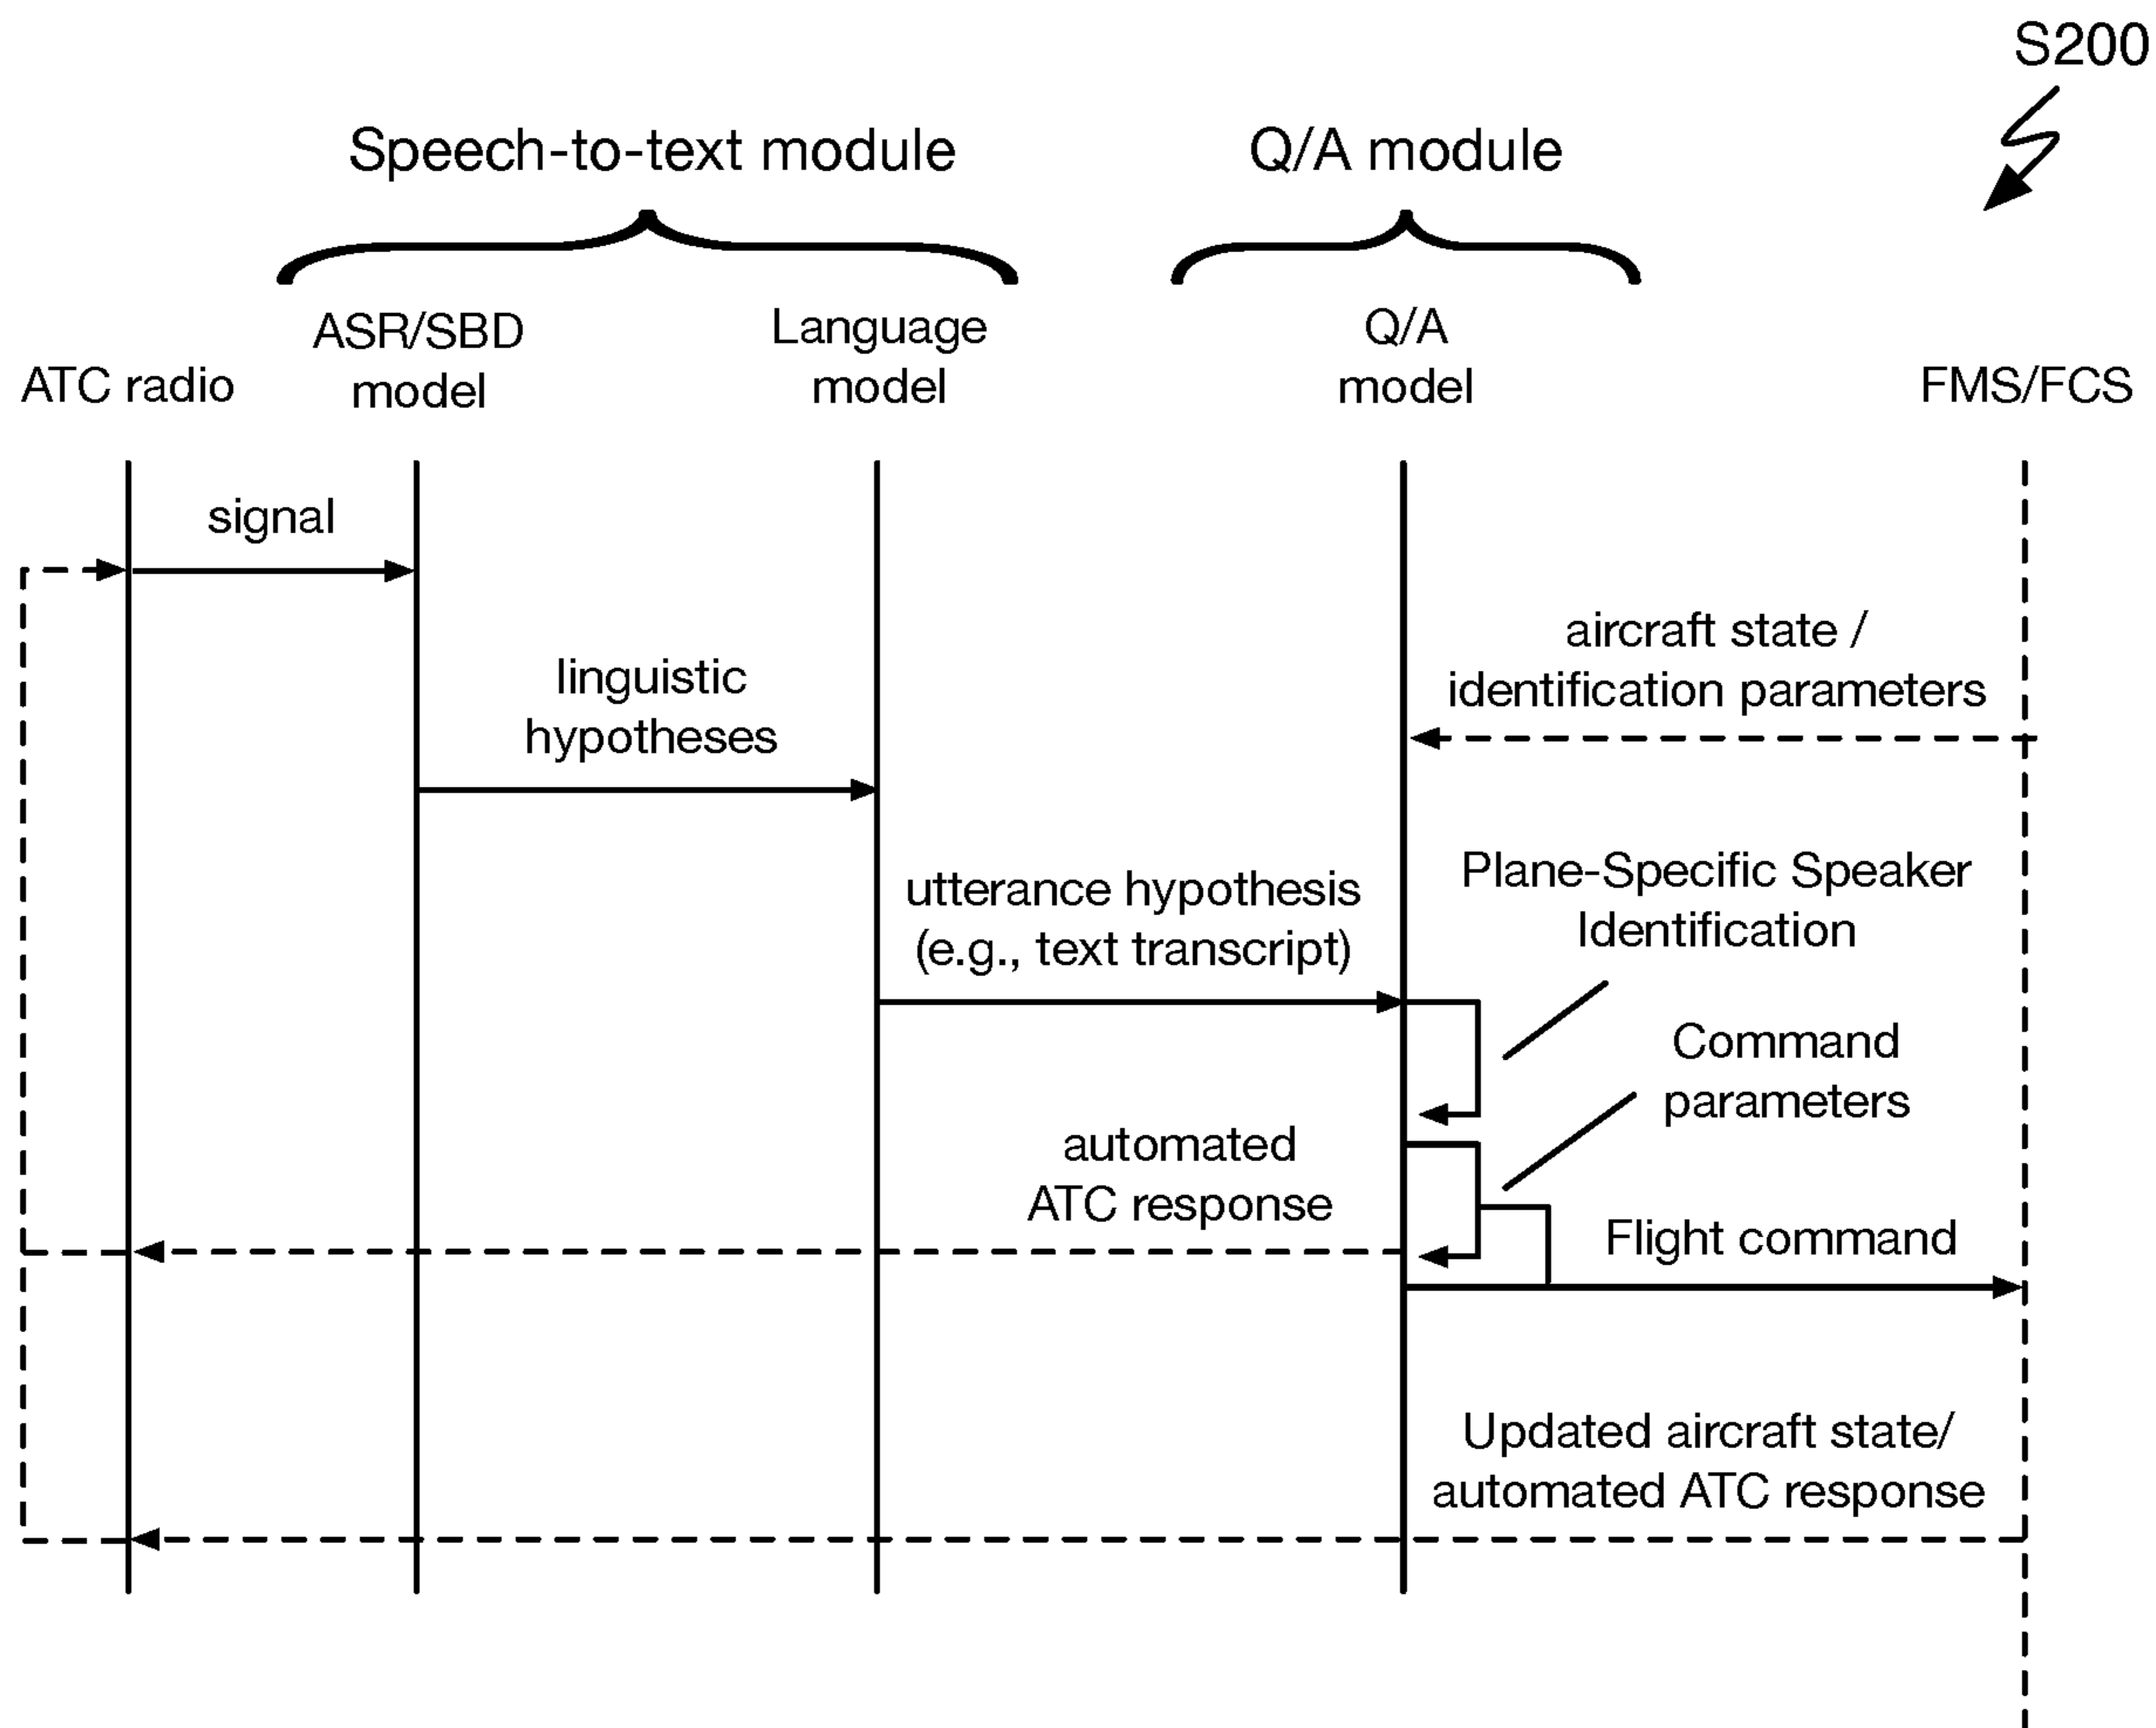 S200
Speech-to-text module
Q/A module
ATC radio
ASR/SBD
model
Language
model
Q/A
model
FMS/FCS
signal
aircraft state /
identification parameters
linguistic
hypotheses
Plane-Specific Speaker
Identification
utterance hypothesis
(e.g., text transcript)
Command
parameters
automated
ATC response
Flight command
Updated aircraft state/
automated ATC response